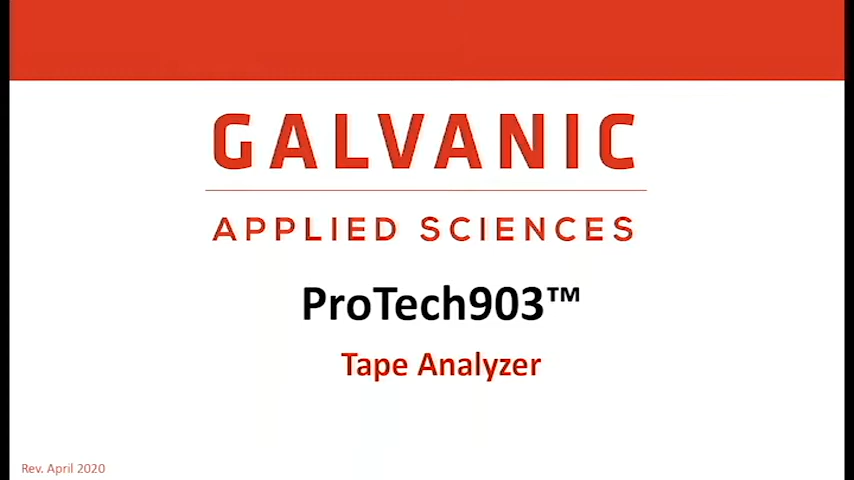 GALVANIC
APPLIED SCIENCES
ProTech903™
Tape Analyzer
Rev. April 2020